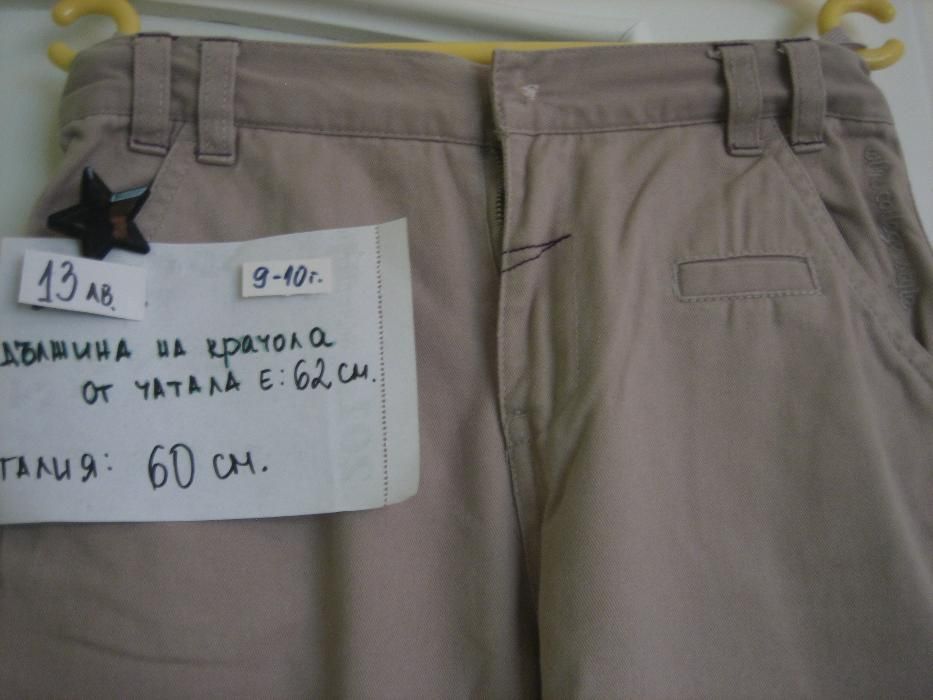 13 лв.
9-10г.
ДЪЛЖИНА НА крачола
ОТ ЧАТАЛА Е: 62 см.
ТАЛИЯ: 60 см.